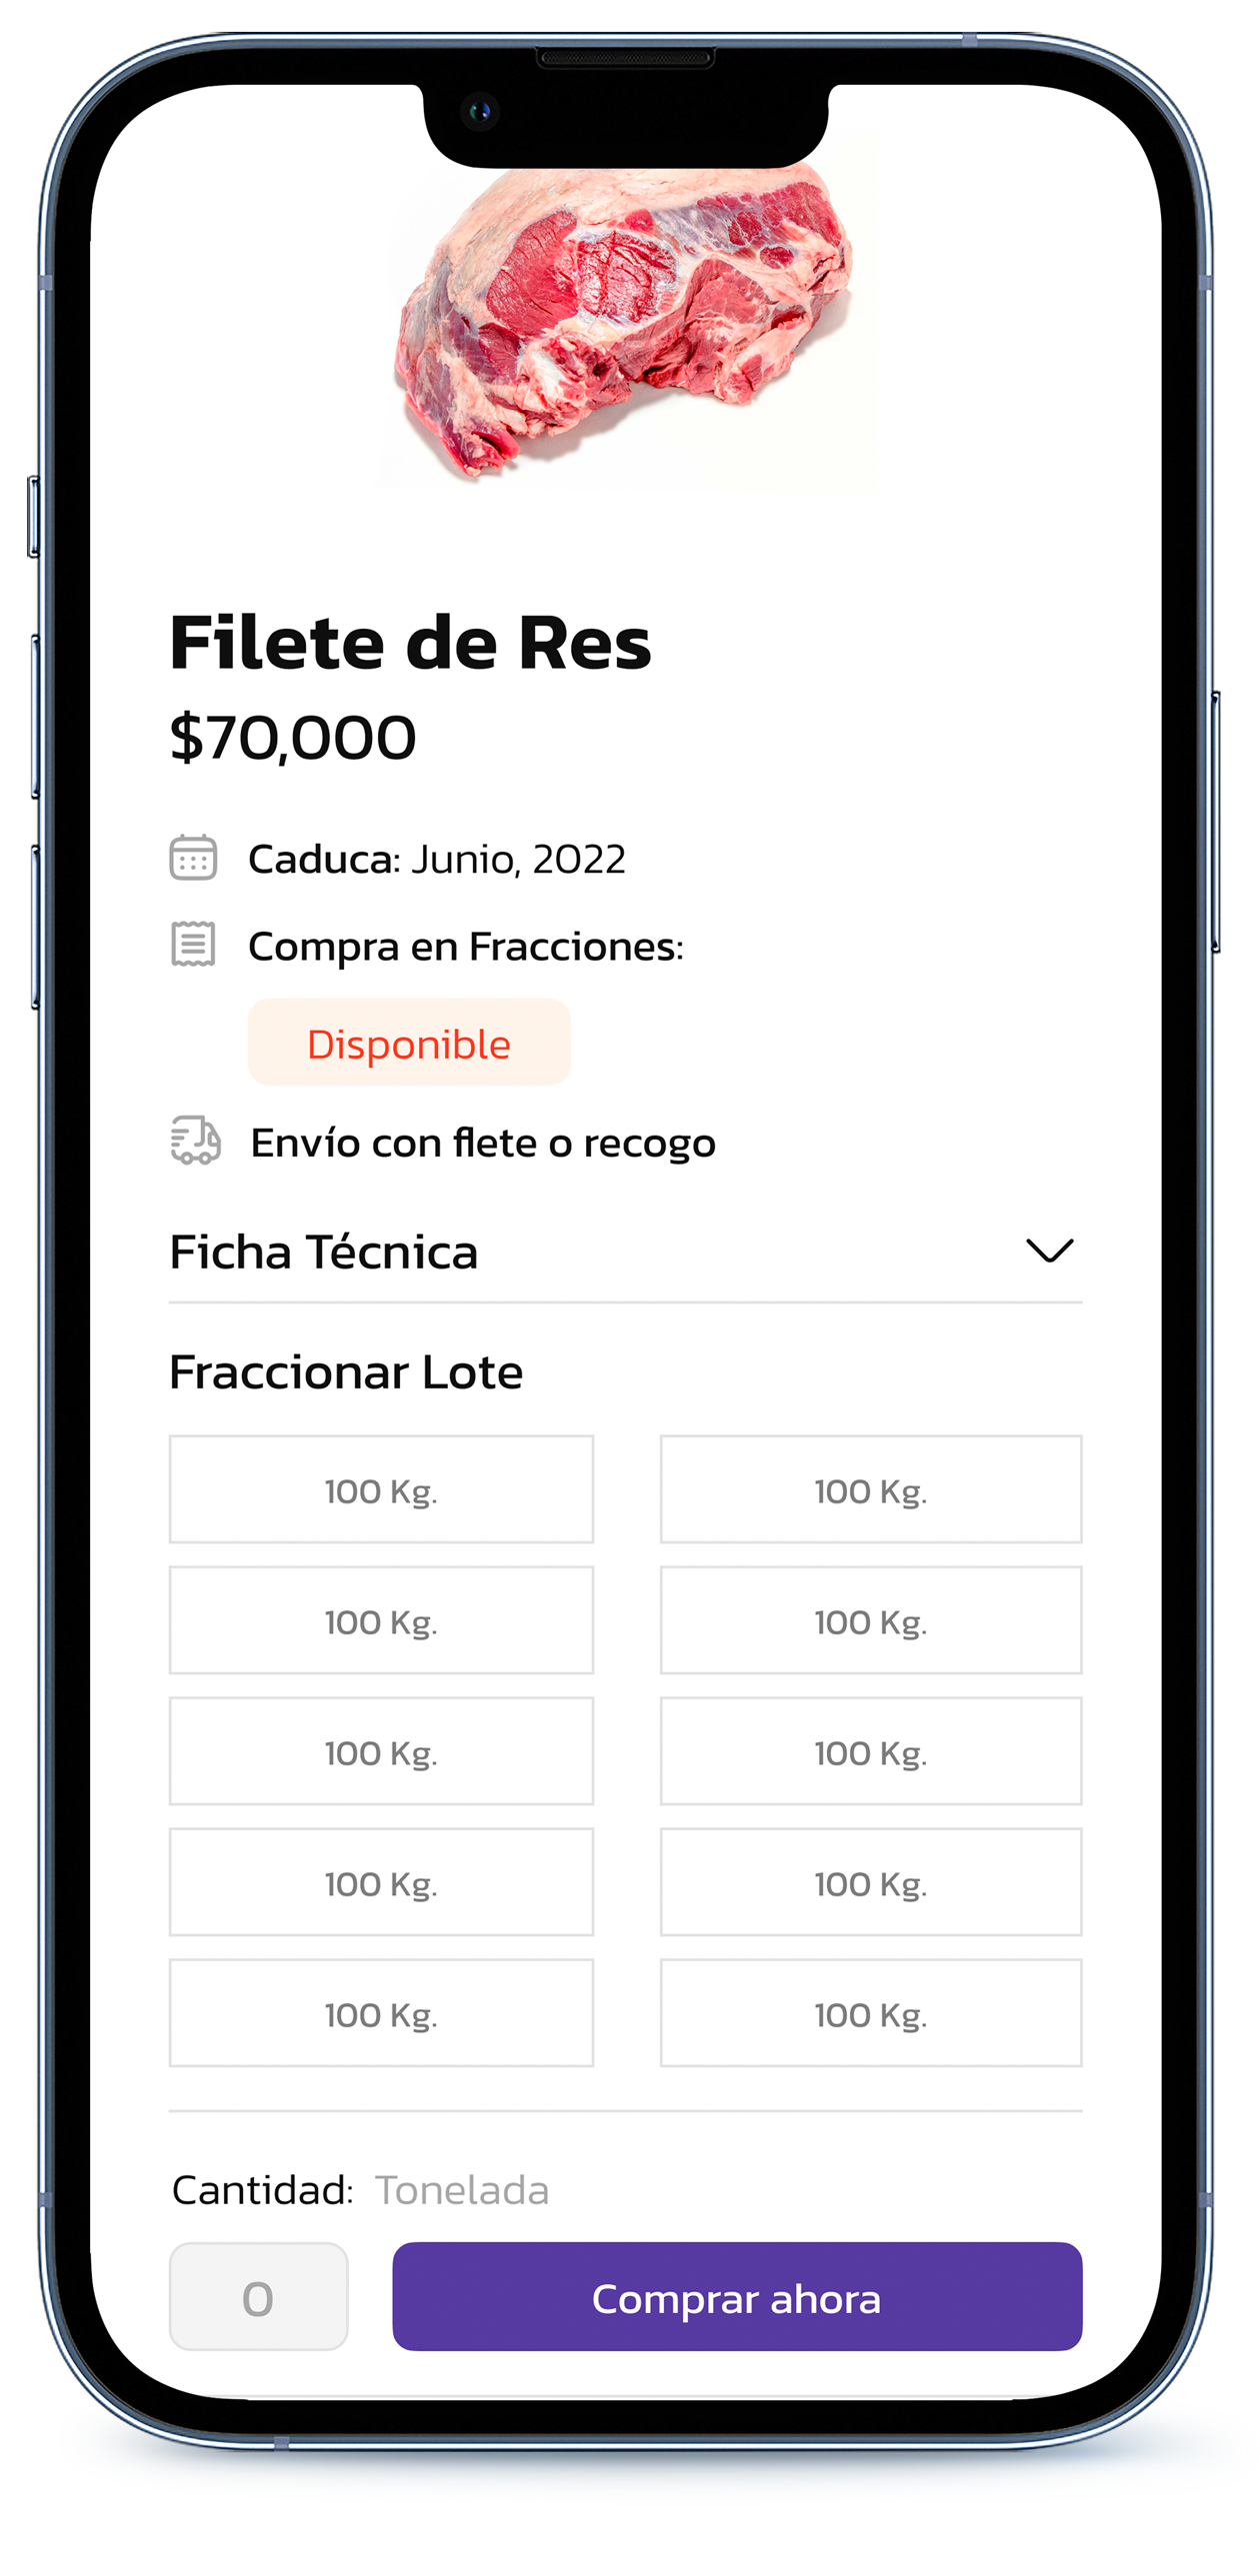 Filete de Res
$70,000
Caduca: Junio, 2022
Compra en Fracciones:
Disponible
Envío con flete o recogo
Ficha Técnica
Fraccionar Lote
100 Kg. 100 Kg.
100 Kg. 100 Kg.
100 Kg. 100 Kg.
100 Kg. 100 Kg.
100 Kg. 100 Kg.
Cantidad: Tonelada
0 Comprar ahora